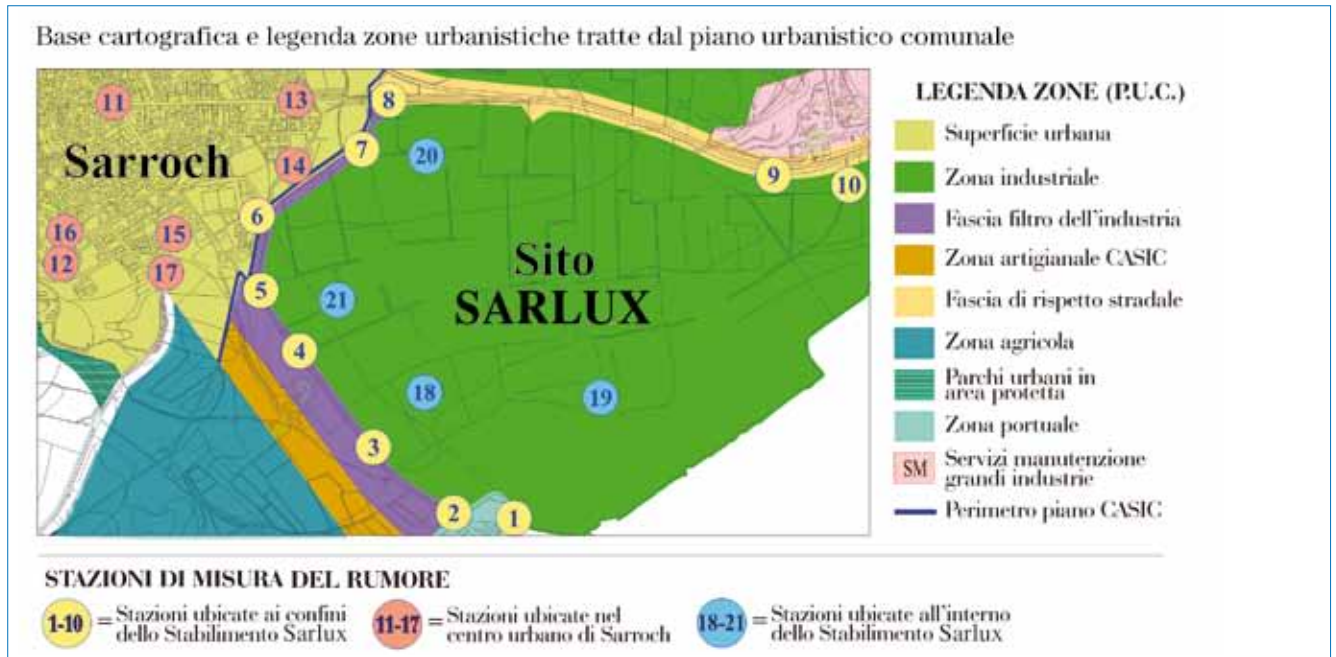 Base cartografica e legenda zone urbanistiche tratte dal piano urbanistico comunale
11
13
8
7
14
20
Sarroch
9
10
6
16
15
12
17
Sito
SARLUX
5
21
4
18
19
3
2
1
LEGENDA ZONE (P.U.C.)
Superficie urbana
Zona industriale
Fascia filtro dell'industria
Zona artigianale CASIC
Fascia di rispetto stradale
Zona agricola
Parchi urbani in
area protetta
Zona portuale
SM
Servizi manutenzione
grandi industrie
Perimetro piano CASIC
STAZIONI DI MISURA DEL RUMORE
1-10 = Stazioni ubicate ai confini
dello Stabilimento Sarlux
11-17 = Stazioni ubicate nel
centro urbano di Sarroch
18-21 = Stazioni ubicate all'interno
dello Stabilimento Sarlux